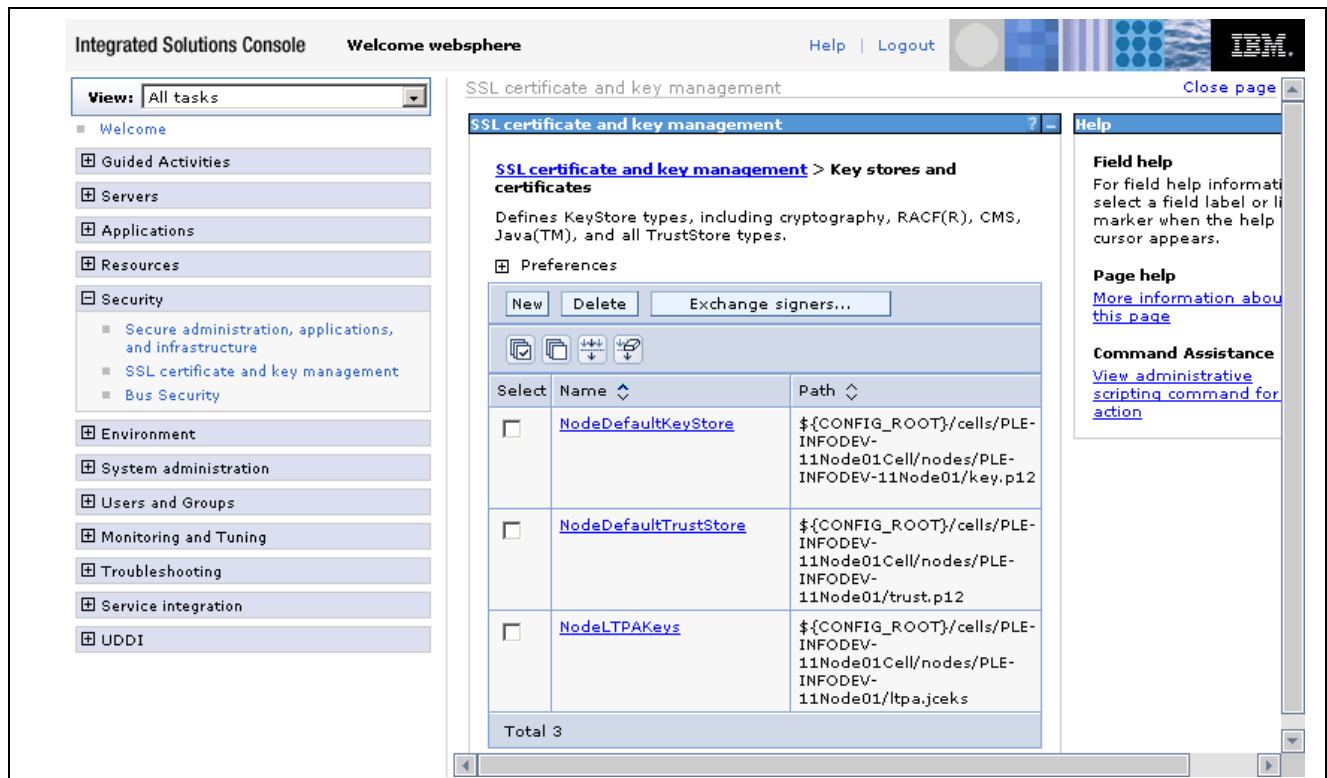 Integrated Solutions Console Welcome websphere Help | Logout IBM.
View: All tasks
Welcome
Guided Activities
Servers
Applications
Resources
Security
Secure administration, applications,
and infrastructure
SSL certificate and key management
Bus Security
Environment
System administration
Users and Groups
Monitoring and Tuning
Troubleshooting
Service integration
UDDI
SSL certificate and key management Close page
SSL certificate and key management ? -
SSL certificate and key management > Key stores and
certificates
Defines KeyStore types, including cryptography, RACF(R), CMS,
Java(TM), and all TrustStore types.
Preferences
New Delete Exchange signers...
Select Name Path
NodeDefaultKeyStore ${CONFIG_ROOT}/cells/PLE-
INFODEV-
11Node01Cell/nodes/PLE-
INFODEV-11Node01/key.p12
NodeDefaultTrustStore ${CONFIG_ROOT}/cells/PLE-
INFODEV-
11Node01Cell/nodes/PLE-
INFODEV-
11Node01/trust.p12
NodeLTPAKeys ${CONFIG_ROOT}/cells/PLE-
INFODEV-
11Node01Cell/nodes/PLE-
INFODEV-
11Node01/ltpa.jceks
Total 3
Help
Field help
For field help informati
select a field label or li
marker when the help
cursor appears.
Page help
More information abou
this page
Command Assistance
View administrative
scripting command for
action